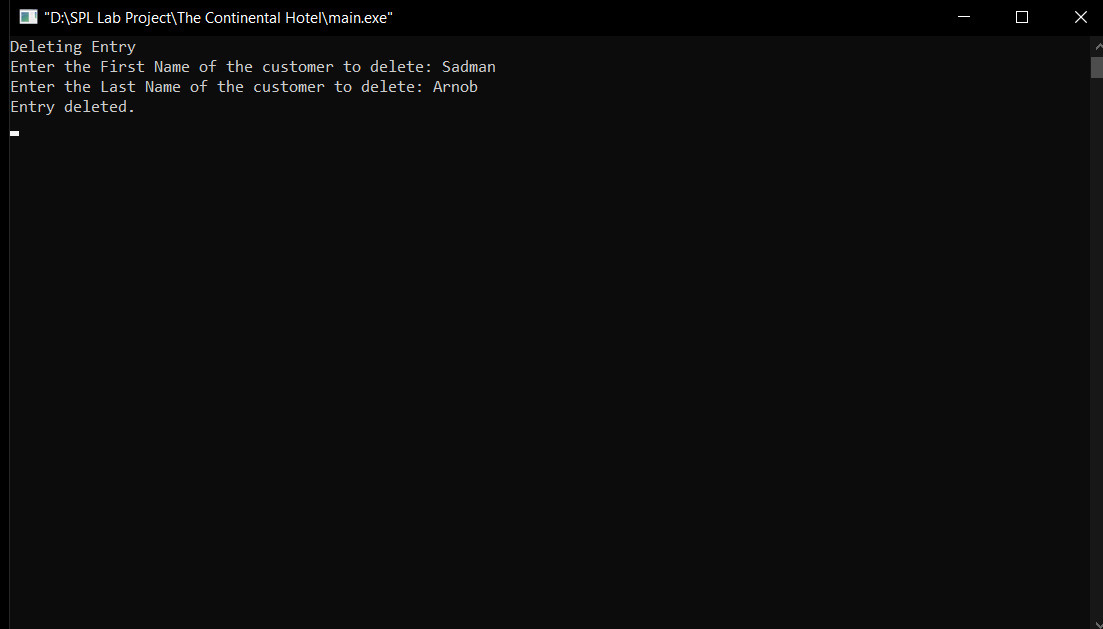 "D:\SPL Lab Project\The Continental Hotel\main.exe"
Deleting Entry
Enter the First Name of the customer to delete: Sadman
Enter the Last Name of the customer to delete: Arnob
Entry deleted.